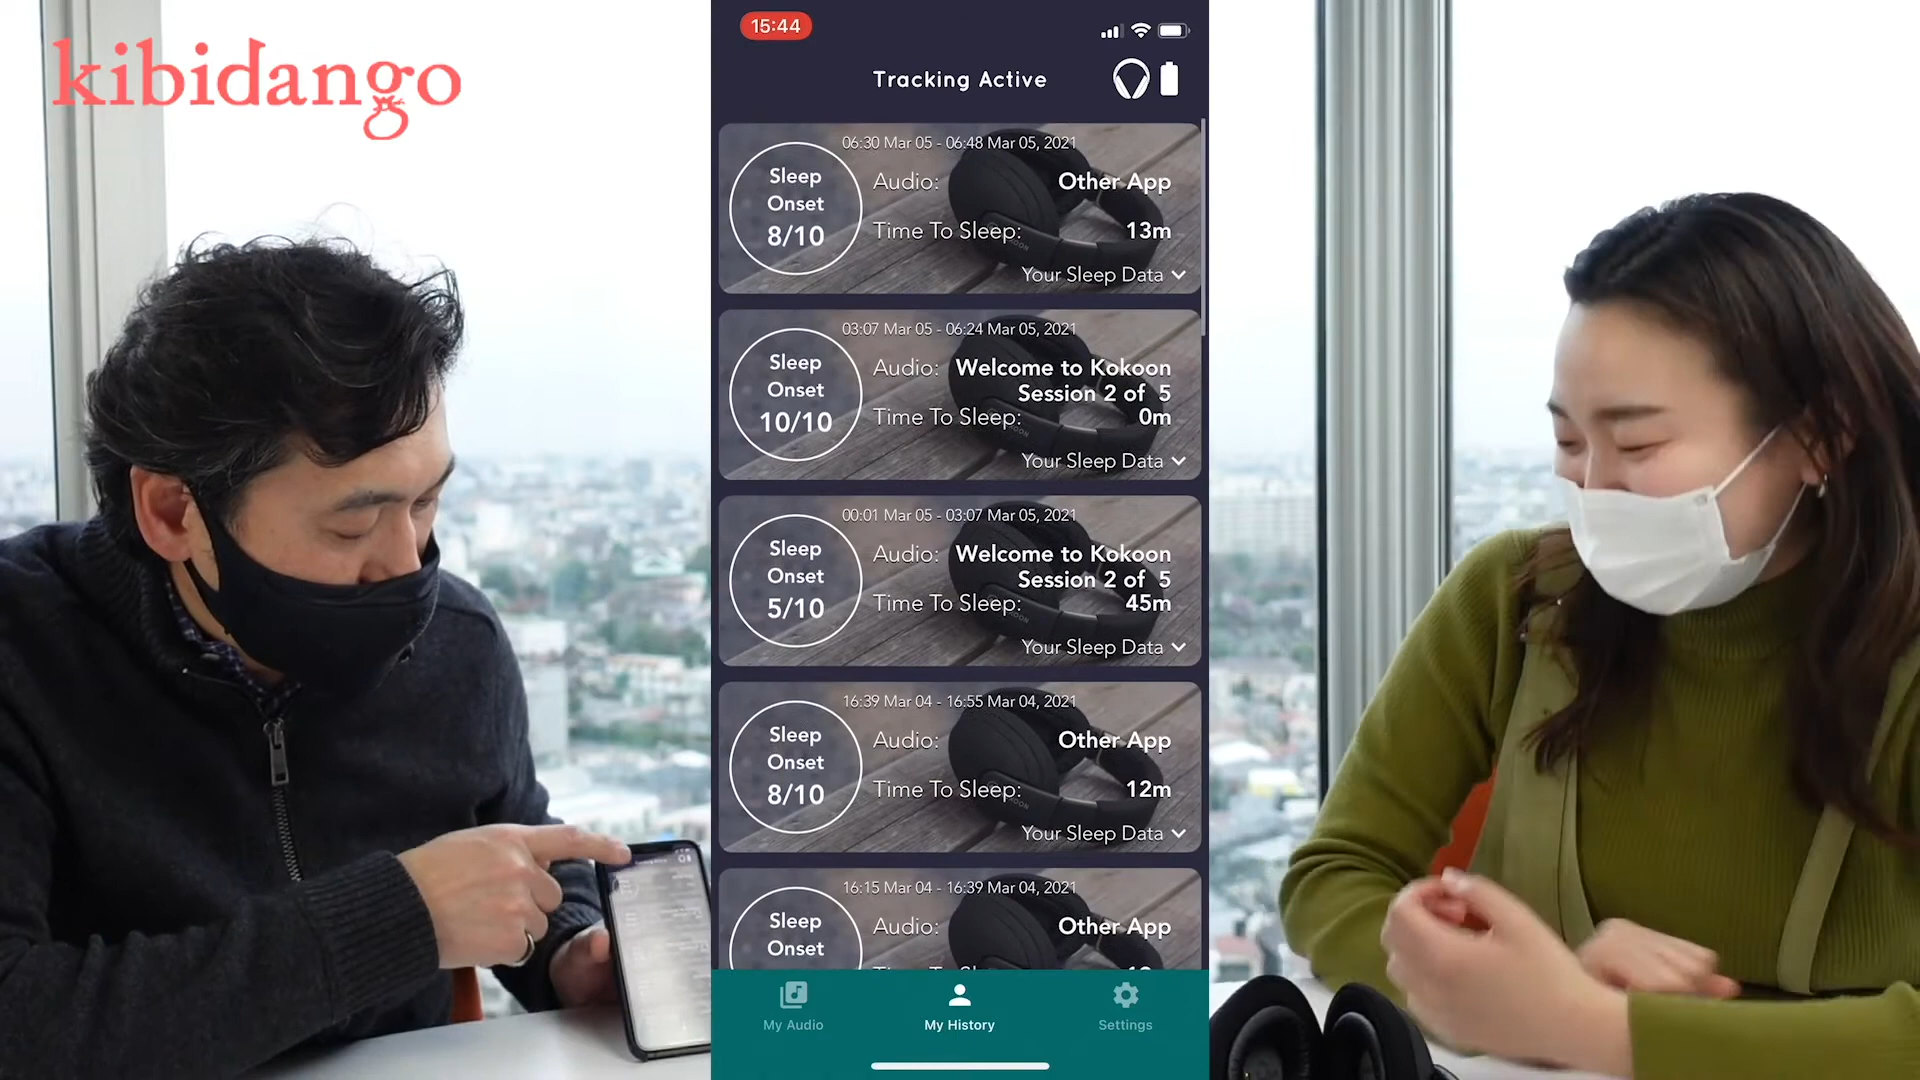 kibidango
15:44
Tracking Active
06:30 Mar 05 - 06:48 Mar 05, 2021
Sleep
Onset
8/10
Audio: Other App
Time To Sleep: 13m
Your Sleep Data
03:07 Mar 05 - 06:24 Mar 05, 2021
Sleep
Onset
10/10
Audio: Welcome to Kokoon
Session 2 of 5
Time To Sleep: 0m
Your Sleep Data
00:01 Mar 05 - 03:07 Mar 05, 2021
Sleep
Onset
5/10
Audio: Welcome to Kokoon
Session 2 of 5
Time To Sleep: 45m
Your Sleep Data
16:39 Mar 04 - 16:55 Mar 04, 2021
Sleep
Onset
8/10
Audio: Other App
Time To Sleep: 12m
Your Sleep Data
16:15 Mar 04 - 16:39 Mar 04, 2021
Sleep
Onset
Audio: Other App
My Audio
My History
Settings